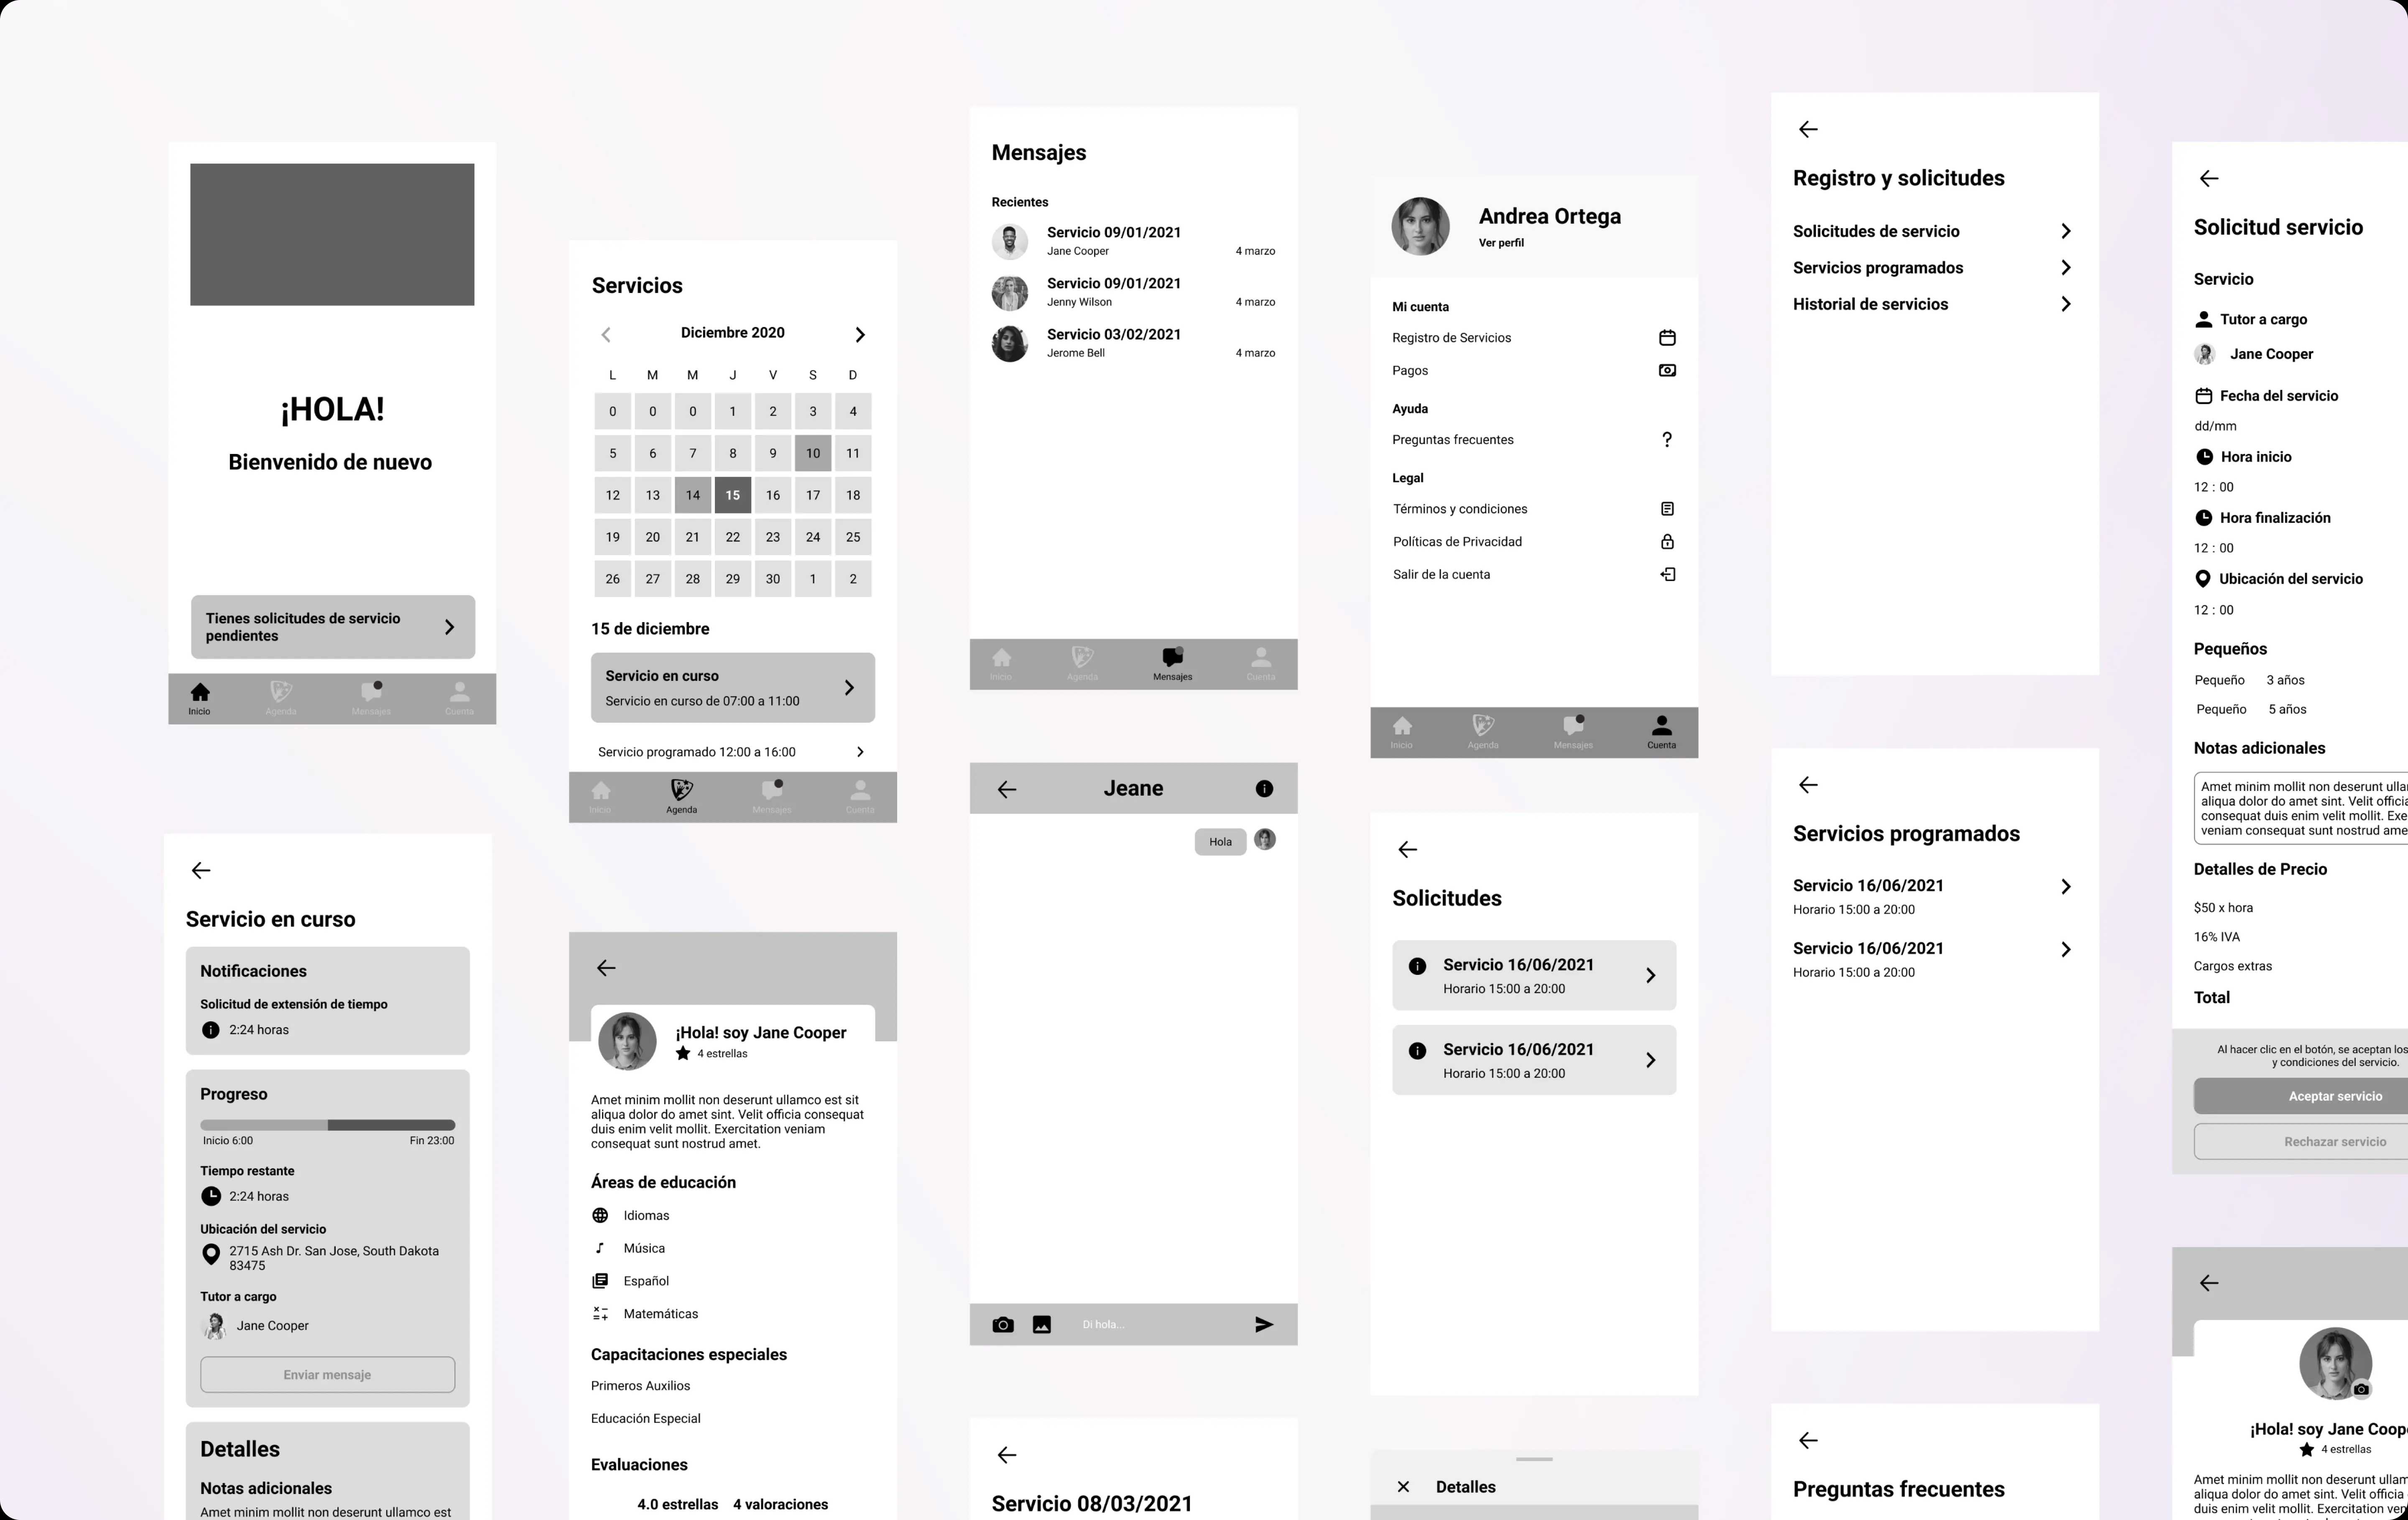 ¡HOLA!
Bienvenido de nuevo
Tienes solicitudes de servicio
pendientes
Inicio
Agenda
Mensajes
Cuenta
Servicio en curso
Notificaciones
Solicitud de extensión de tiempo
2:24 horas
Progreso
Inicio 6:00 Fin 23:00
Tiempo restante
2:24 horas
Ubicación del servicio
2715 Ash Dr. San Jose, South Dakota
83475
Tutor a cargo
Jane Cooper
Enviar mensaje
Detalles
Notas adicionales
Amet minim mollit non deserunt ullamco est
Servicios
Diciembre 2020
L M M J V S D
0 0 0 1 2 3 4
5 6 7 8 9 10 11
12 13 14 15 16 17 18
19 20 21 22 23 24 25
26 27 28 29 30 1 2
15 de diciembre
Servicio en curso
Servicio en curso de 07:00 a 11:00
Servicio programado 12:00 a 16:00
Inicio
Agenda
Mensajes
Cuenta
¡Hola! soy Jane Cooper
4 estrellas
Amet minim mollit non deserunt ullamco est sit
aliqua dolor do amet sint. Velit officia consequat
duis enim velit mollit. Exercitation veniam
consequat sunt nostrud amet.
Áreas de educación
Idiomas
Música
Español
Matemáticas
Capacitaciones especiales
Primeros Auxilios
Educación Especial
Evaluaciones
4.0 estrellas 4 valoraciones
Mensajes
Recientes
Servicio 09/01/2021
Jane Cooper 4 marzo
Servicio 09/01/2021
Jenny Wilson 4 marzo
Servicio 03/02/2021
Jerome Bell 4 marzo
Inicio
Agenda
Mensajes
Cuenta
Jeane
Hola
Di hola...
Servicio 08/03/2021
Andrea Ortega
Ver perfil
Mi cuenta
Registro de Servicios
Pagos
Ayuda
Preguntas frecuentes
Legal
Términos y condiciones
Políticas de Privacidad
Salir de la cuenta
Inicio
Agenda
Mensajes
Cuenta
Solicitudes
Servicio 16/06/2021
Horario 15:00 a 20:00
Servicio 16/06/2021
Horario 15:00 a 20:00
Detalles
Registro y solicitudes
Solicitudes de servicio
Servicios programados
Historial de servicios
Servicios programados
Servicio 16/06/2021
Horario 15:00 a 20:00
Servicio 16/06/2021
Horario 15:00 a 20:00
Preguntas frecuentes
Solicitud servicio
Servicio
Tutor a cargo
Jane Cooper
Fecha del servicio
dd/mm
Hora inicio
12 : 00
Hora finalización
12 : 00
Ubicación del servicio
12 : 00
Pequeños
Pequeño 3 años
Pequeño 5 años
Notas adicionales
Amet minim mollit non deserunt
aliqua dolor do amet sint. Velit
consequat duis enim velit mollit.
veniam consequat sunt nostrud
Detalles de Precio
$50 x hora
16% IVA
Cargos extras
Total
Al hacer clic en el botón, se aceptan los
y condiciones del servicio.
Aceptar servicio
Rechazar servicio
¡Hola! soy Jane
4 estrellas
Amet minim mollit non deserunt
aliqua dolor do amet sint. Velit officia
duis enim velit mollit. Exercitation